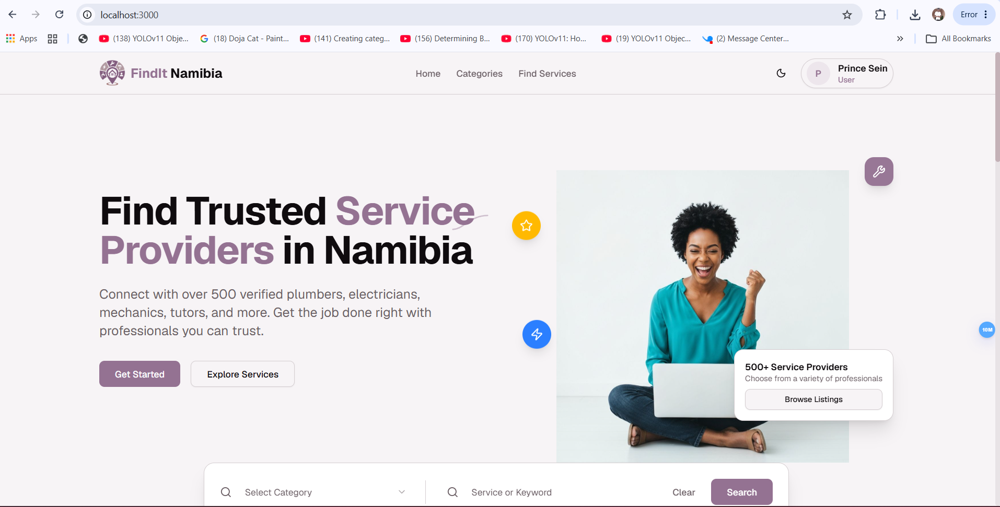 localhost:3000
Error
Apps
(138) YOLOv11 Obje...
(18) Doja Cat - Paint...
(141) Creating categ...
(156) Determining B...
(170) YOLOv11: Ho...
(19) YOLOv11 Objec...
(2) Message Center...
All Bookmarks
FindIt Namibia
Home
Categories
Find Services
P
Prince Sein
User
Find Trusted Service
Providers in Namibia
Connect with over 500 verified plumbers, electricians,
mechanics, tutors, and more. Get the job done right with
professionals you can trust.
Get Started
Explore Services
10M
500+ Service Providers
Choose from a variety of professionals
Browse Listings
Select Category
Service or Keyword
Clear
Search